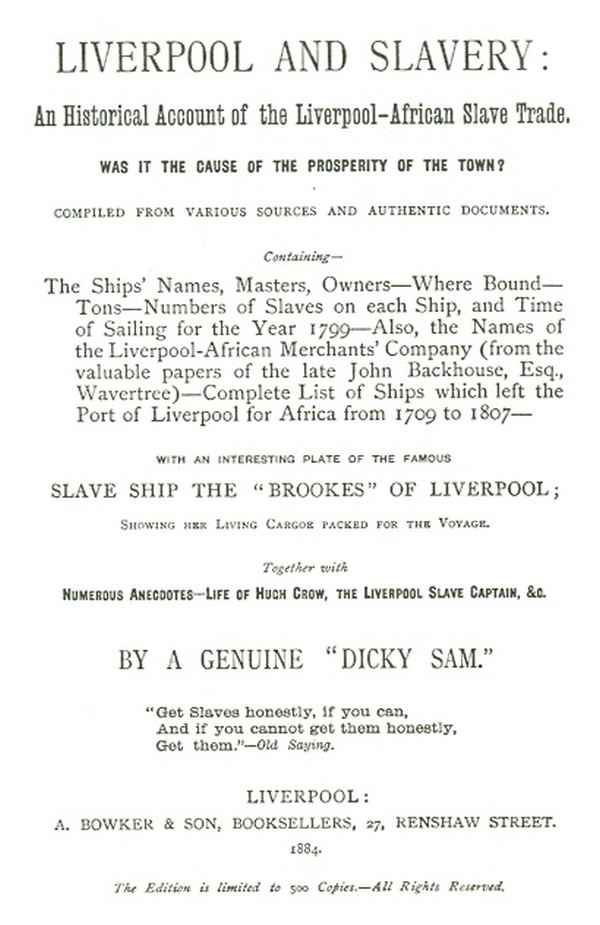 LIVERPOOL AND SLAVERY:
An Historical Account of the Liverpool-African Slave Trade.
WAS IT THE CAUSE OF THE PROSPERITY OF THE TOWN?
COMPILED FROM VARIOUS SOURCES AND AUTHENTIC DOCUMENTS.
Containing—
The Ships' Names, Masters, Owners—Where Bound—
Tons—Numbers of Slaves on each Ship, and Time
of Sailing for the Year 1799—Also, the Names of
the Liverpool-African Merchants' Company (from the
valuable papers of the late John Backhouse, Esq.,
Wavertree)—Complete List of Ships which left the
Port of Liverpool for Africa from 1709 to 1807—
WITH AN INTERESTING PLATE OF THE FAMOUS
SLAVE SHIP THE "BROOKES" OF LIVERPOOL;
SHOWING HER LIVING CARGOE PACKED FOR THE VOYAGE.
Together with
NUMEROUS ANECDOTES—LIFE OF HUGH CROW, THE LIVERPOOL SLAVE CAPTAIN, &c.
BY A GENUINE "DICKY SAM."
"Get Slaves honestly, if you can,
And if you cannot get them honestly,
Get them."—Old Saying.
LIVERPOOL:
A. BOWKER & SON, BOOKSELLERS, 27, RENSHAW STREET.
1884.
The Edition is limited to 500 Copies.—All Rights Reserved.